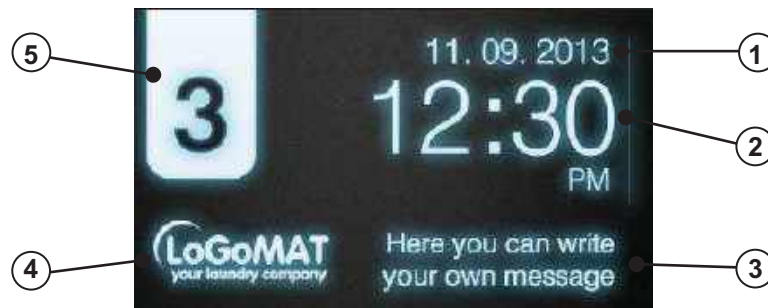 5
3
11. 09. 2013
1
12:30
2
PM
LoGoMAT
your laundry company
4
Here you can write
your own message
3